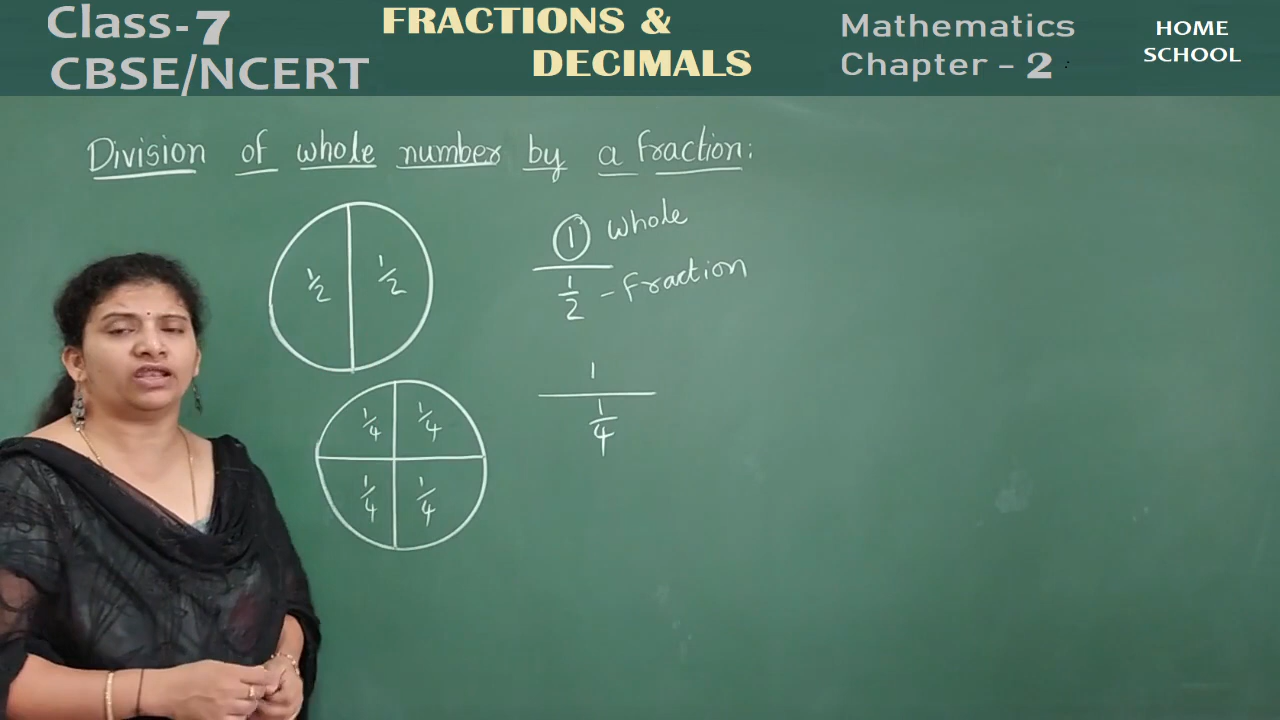 Class-7
CBSE/NCERT
FRACTIONS &
DECIMALS
Mathematics
Chapter - 2
HOME
SCHOOL
Division of whole number by a fraction:
1/2 1/2
1 whole
1/2 - Fraction
1/4 1/4
1/4 1/4
1
1/4